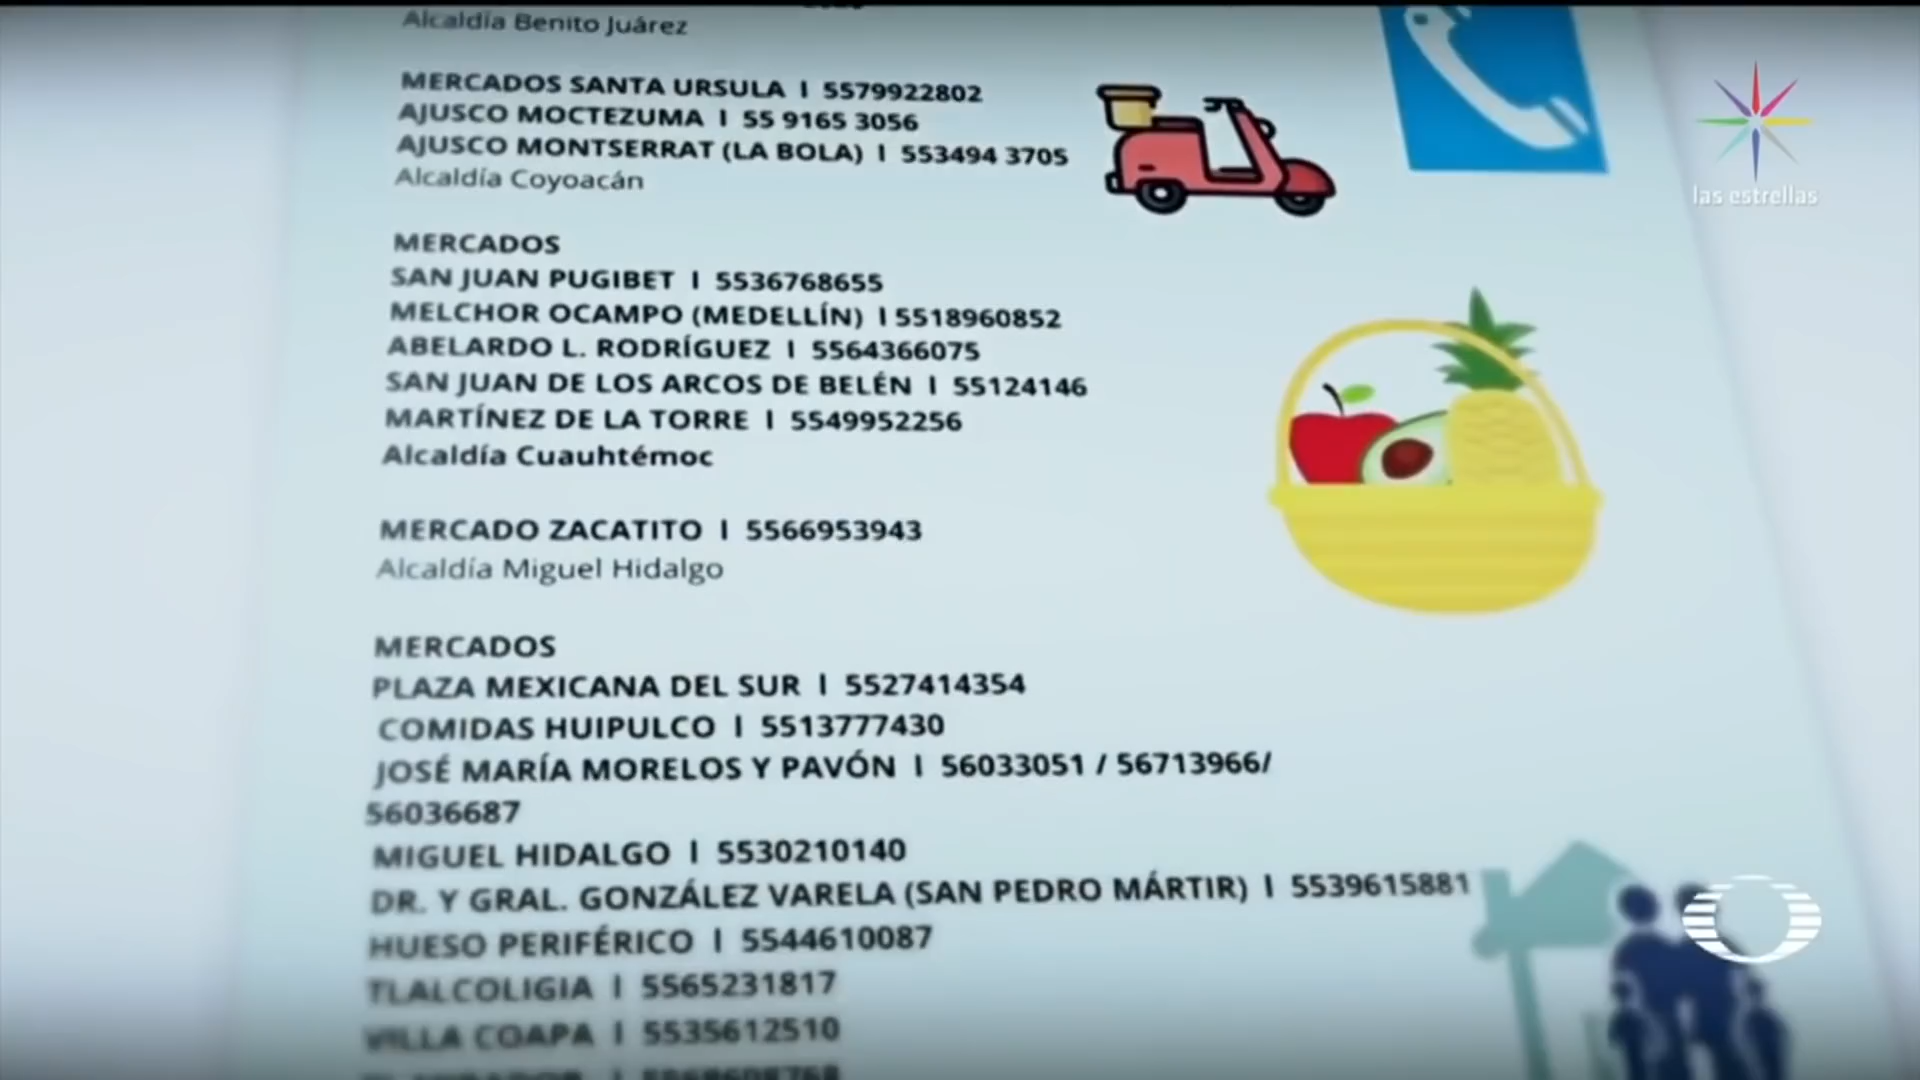 Alcaldía Benito Juárez
MERCADOS SANTA URSULA I 5579922802
AJUSCO MOCTEZUMA I 55 9165 3056
AJUSCO MONTSERRAT (LA BOLA) I 553494 3705
Alcaldía Coyoacán
MERCADOS
SAN JUAN PUGIBET I 5536768655
MELCHOR OCAMPO (MEDELLÍN) I 5518960852
ABELARDO L. RODRÍGUEZ I 5564366075
SAN JUAN DE LOS ARCOS DE BELÉN I 55124146
MARTÍNEZ DE LA TORRE I 5549952256
Alcaldía Cuauhtémoc
MERCADO ZACATITO I 5566953943
Alcaldía Miguel Hidalgo
MERCADOS
PLAZA MEXICANA DEL SUR I 5527414354
COMIDAS HUIPULCO I 5513777430
JOSÉ MARÍA MORELOS Y PAVÓN I 56033051 / 56713966/
56036687
MIGUEL HIDALGO I 5530210140
DR. Y GRAL. GONZÁLEZ VARELA (SAN PEDRO MÁRTIR) I 5539615881
HUESO PERIFÉRICO I 5544610087
TLALCOLIGIA I 5565231817
VILLA COAPA I 5535612510
las estrellas